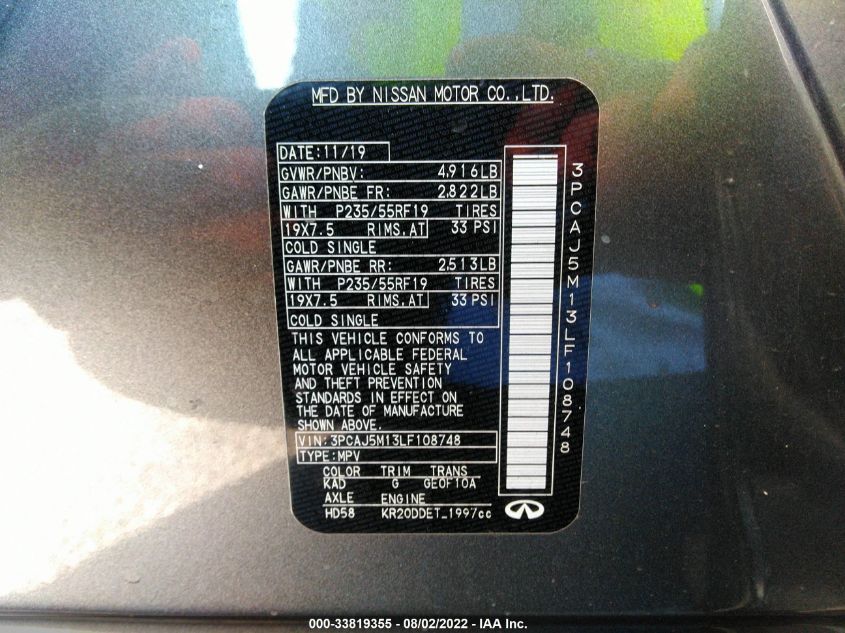 MFD BY NISSAN MOTOR CO.,LTD.
DATE:11/19
GVWR/PNBV: 4,916LB
GAWR/PNBE FR: 2,822LB
WITH P235/55RF19 TIRES
19X7.5 RIMS.AT 33 PSI
COLD SINGLE
GAWR/PNBE RR: 2,513LB
WITH P235/55RF19 TIRES
19X7.5 RIMS.AT 33 PSI
COLD SINGLE
THIS VEHICLE CONFORMS TO
ALL APPLICABLE FEDERAL
MOTOR VEHICLE SAFETY
AND THEFT PREVENTION
STANDARDS IN EFFECT ON
THE DATE OF MANUFACTURE
SHOWN ABOVE.
VIN:3PCAJ5M13LF108748
TYPE:MPV
COLOR TRIM TRANS
KAD G GE0F10A
AXLE ENGINE
HD58 KR20DDET_1997cc
3PCAJ5M13LF108748
000-33819355 - 08/02/2022 - IAA Inc.